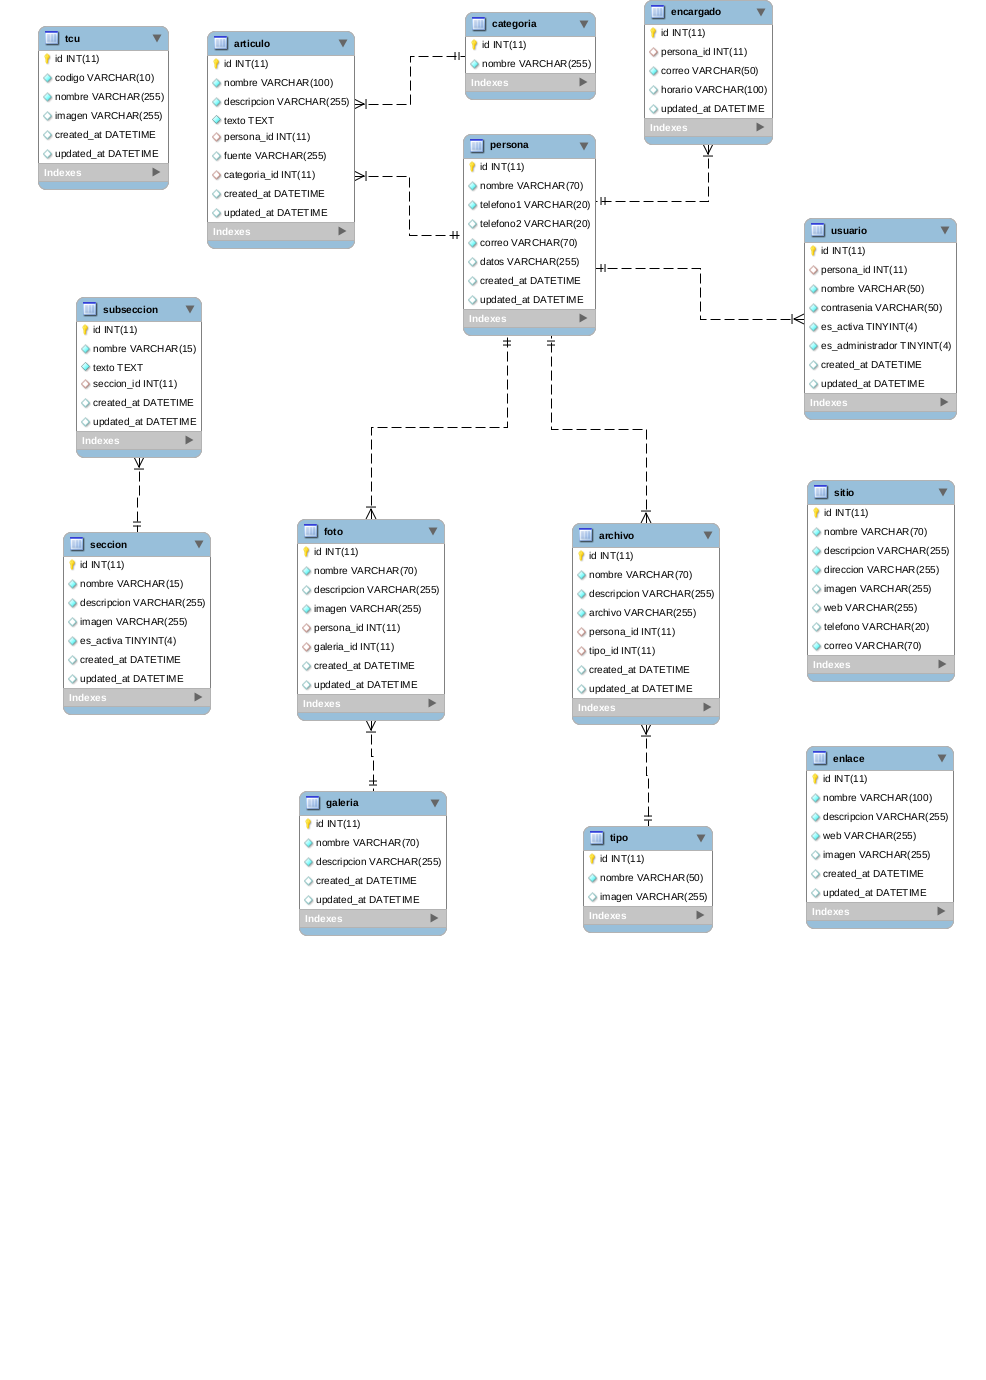 tcu
id INT(11)
codigo VARCHAR(10)
nombre VARCHAR(255)
imagen VARCHAR(255)
created_at DATETIME
updated_at DATETIME
Indexes
articulo
id INT(11)
nombre VARCHAR(100)
descripcion VARCHAR(255)
texto TEXT
persona_id INT(11)
fuente VARCHAR(255)
categoria_id INT(11)
created_at DATETIME
updated_at DATETIME
Indexes
categoria
id INT(11)
nombre VARCHAR(255)
Indexes
encargado
id INT(11)
persona_id INT(11)
correo VARCHAR(50)
horario VARCHAR(100)
updated_at DATETIME
Indexes
persona
id INT(11)
nombre VARCHAR(70)
telefono1 VARCHAR(20)
telefono2 VARCHAR(20)
correo VARCHAR(70)
datos VARCHAR(255)
created_at DATETIME
updated_at DATETIME
Indexes
usuario
id INT(11)
persona_id INT(11)
nombre VARCHAR(50)
contrasenia VARCHAR(50)
es_activa TINYINT(4)
es_administrador TINYINT(4)
created_at DATETIME
updated_at DATETIME
Indexes
subseccion
id INT(11)
nombre VARCHAR(15)
texto TEXT
seccion_id INT(11)
created_at DATETIME
updated_at DATETIME
Indexes
seccion
id INT(11)
nombre VARCHAR(15)
descripcion VARCHAR(255)
imagen VARCHAR(255)
es_activa TINYINT(4)
created_at DATETIME
updated_at DATETIME
Indexes
foto
id INT(11)
nombre VARCHAR(70)
descripcion VARCHAR(255)
imagen VARCHAR(255)
persona_id INT(11)
galeria_id INT(11)
created_at DATETIME
updated_at DATETIME
Indexes
archivo
id INT(11)
nombre VARCHAR(70)
descripcion VARCHAR(255)
archivo VARCHAR(255)
persona_id INT(11)
tipo_id INT(11)
created_at DATETIME
updated_at DATETIME
Indexes
sitio
id INT(11)
nombre VARCHAR(70)
descripcion VARCHAR(255)
direccion VARCHAR(255)
imagen VARCHAR(255)
web VARCHAR(255)
telefono VARCHAR(20)
correo VARCHAR(70)
Indexes
galeria
id INT(11)
nombre VARCHAR(70)
descripcion VARCHAR(255)
created_at DATETIME
updated_at DATETIME
Indexes
tipo
id INT(11)
nombre VARCHAR(50)
imagen VARCHAR(255)
Indexes
enlace
id INT(11)
nombre VARCHAR(100)
descripcion VARCHAR(255)
web VARCHAR(255)
imagen VARCHAR(255)
created_at DATETIME
updated_at DATETIME
Indexes